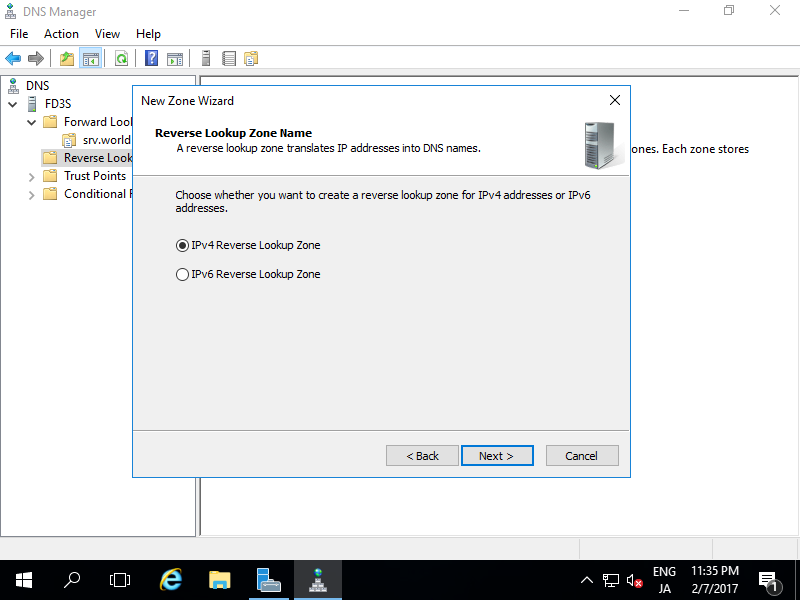 DNS Manager
File Action View Help
DNS
FD3S
Forward Lool
srv.world
Reverse Look
Trust Points
Conditional F
New Zone Wizard
Reverse Lookup Zone Name
A reverse lookup zone translates IP addresses into DNS names.
ones. Each zone stores
Choose whether you want to create a reverse lookup zone for IPv4 addresses or IPv6
addresses.
IPv4 Reverse Lookup Zone
IPv6 Reverse Lookup Zone
< Back Next > Cancel
ENG 11:35 PM
JA 2/7/2017
1